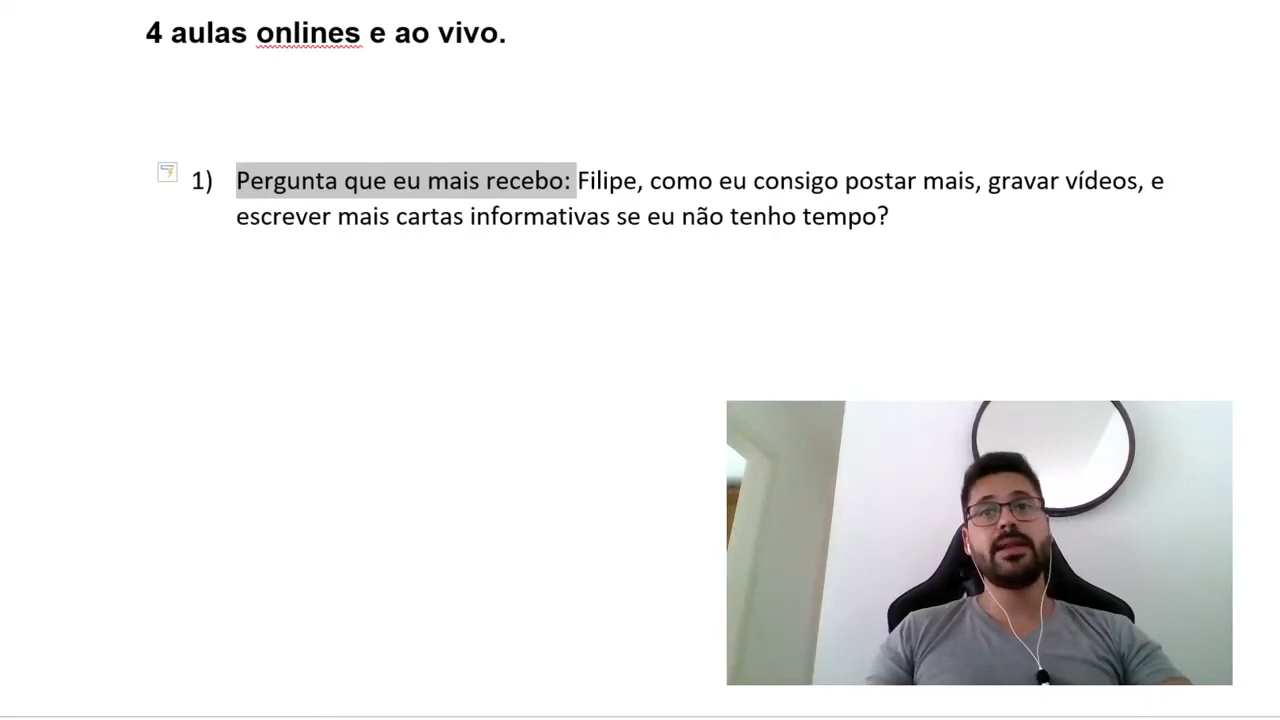 4 aulas onlines e ao vivo.
1) Pergunta que eu mais recebo: Filipe, como eu consigo postar mais, gravar vídeos, e
escrever mais cartas informativas se eu não tenho tempo?